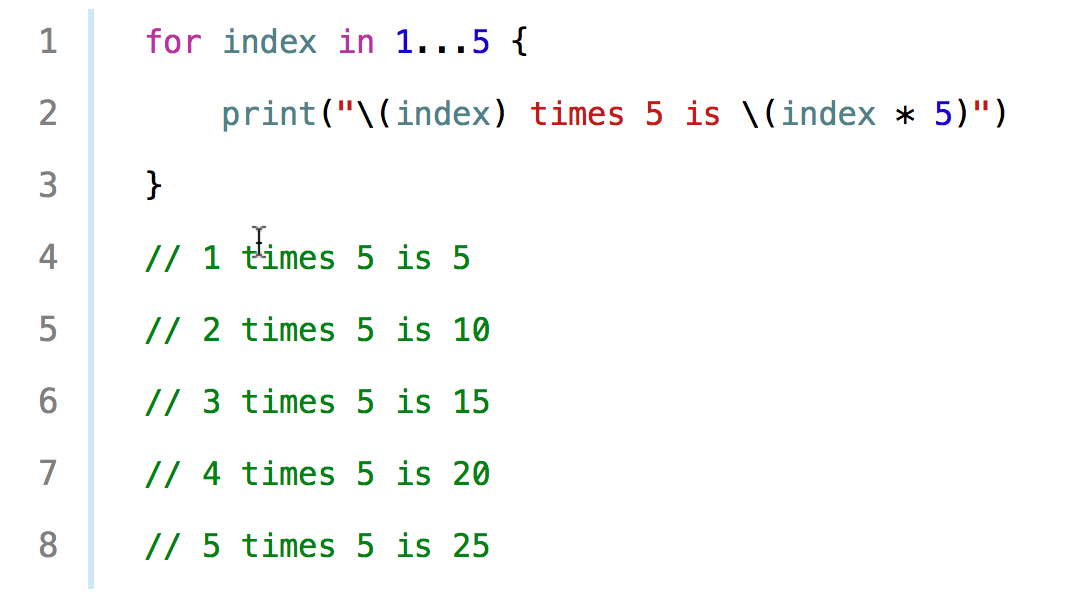 1 for index in 1...5 {
2 print("\(index) times 5 is \(index * 5)")
3 }
4 // 1 times 5 is 5
5 // 2 times 5 is 10
6 // 3 times 5 is 15
7 // 4 times 5 is 20
8 // 5 times 5 is 25